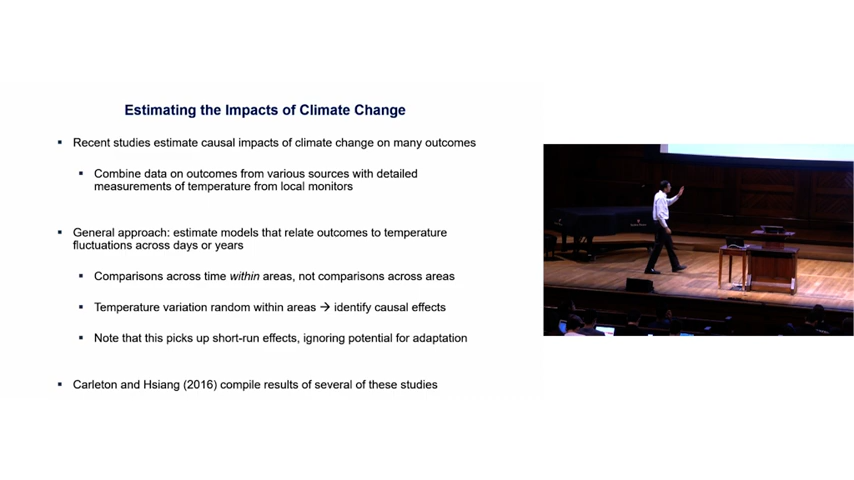 Estimating the Impacts of Climate Change
▪ Recent studies estimate causal impacts of climate change on many outcomes
▪ Combine data on outcomes from various sources with detailed
measurements of temperature from local monitors
▪ General approach: estimate models that relate outcomes to temperature
fluctuations across days or years
▪ Comparisons across time within areas, not comparisons across areas
▪ Temperature variation random within areas → identify causal effects
▪ Note that this picks up short-run effects, ignoring potential for adaptation
▪ Carleton and Hsiang (2016) compile results of several of these studies